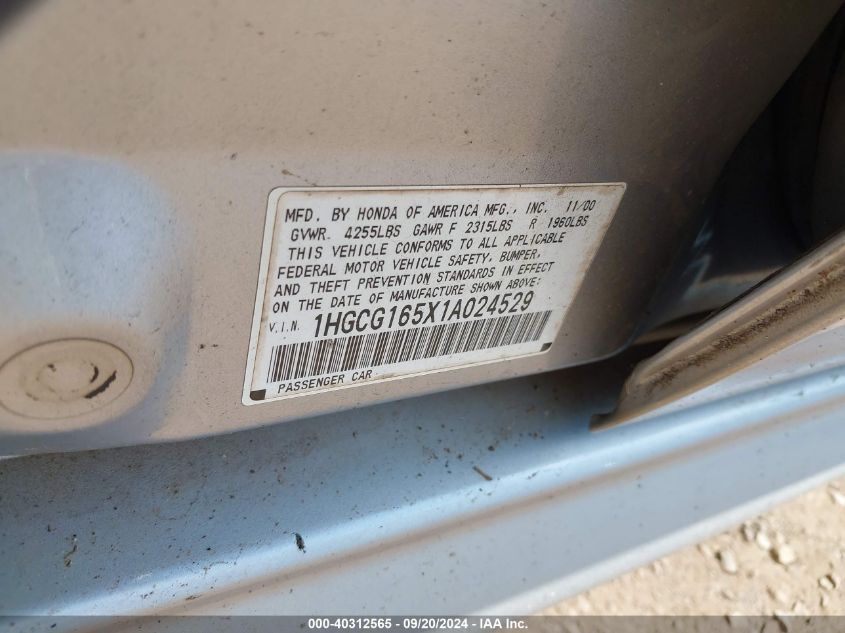 MFD. BY HONDA OF AMERICA MFG., INC. 11/00
GVWR. 4255LBS GAWR F 2315LBS R 1960LBS
THIS VEHICLE CONFORMS TO ALL APPLICABLE
FEDERAL MOTOR VEHICLE SAFETY, BUMPER,
AND THEFT PREVENTION STANDARDS IN EFFECT
ON THE DATE OF MANUFACTURE SHOWN ABOVE:
V.I.N. 1HGCG165X1A024529
PASSENGER CAR
000-40312565 - 09/20/2024 - IAA Inc.